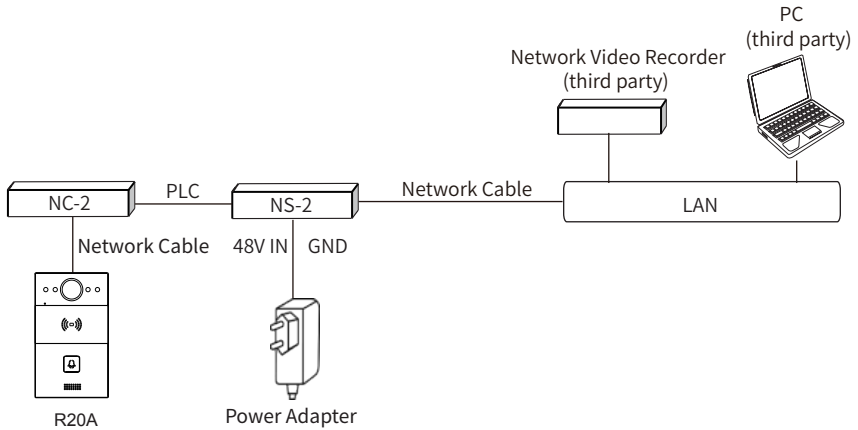 PC
(third party)
Network Video Recorder
(third party)
NC-2
PLC
NS-2
Network Cable
LAN
Network Cable
48V IN
GND
R20A
Power Adapter